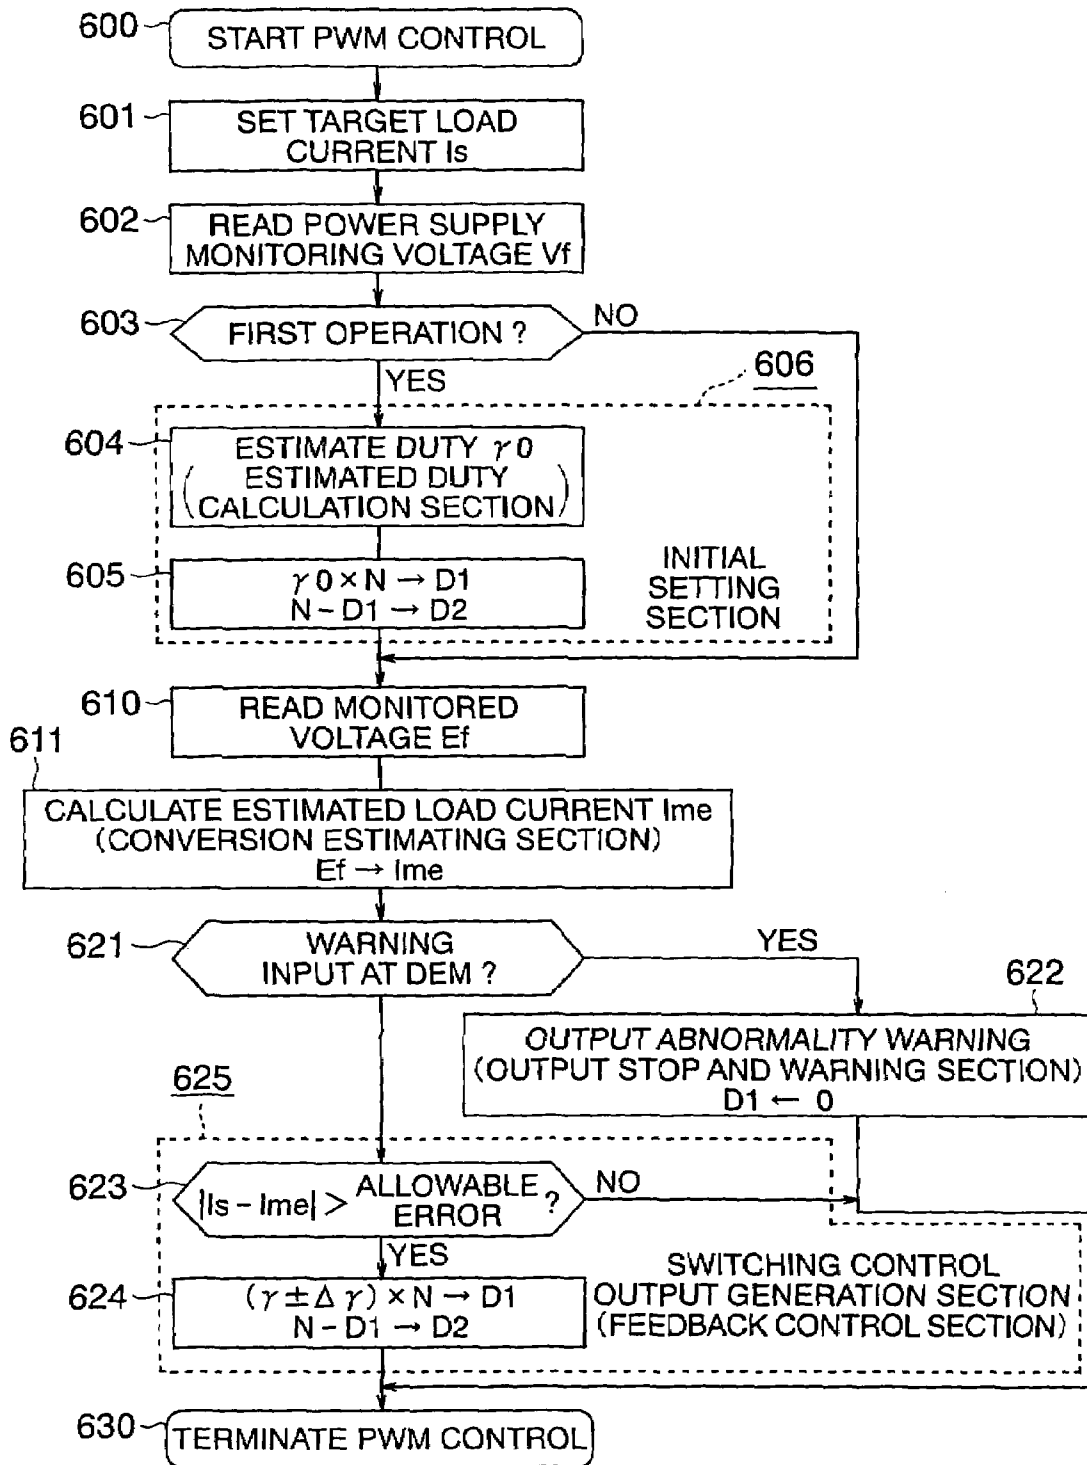 600
START PWM CONTROL
601
SET TARGET LOAD
CURRENT Is
602
READ POWER SUPPLY
MONITORING VOLTAGE Vf
603
FIRST OPERATION ?
NO
YES
606
604
ESTIMATE DUTY γ0
(ESTIMATED DUTY
CALCULATION SECTION)
605
γ0 × N → D1
N – D1 → D2
INITIAL
SETTING
SECTION
610
READ MONITORED
VOLTAGE Ef
611
CALCULATE ESTIMATED LOAD CURRENT Ime
(CONVERSION ESTIMATING SECTION)
Ef → Ime
621
WARNING
INPUT AT DEM ?
YES
622
OUTPUT ABNORMALITY WARNING
(OUTPUT STOP AND WARNING SECTION)
D1 ← 0
625
623
|Is – Ime| > ALLOWABLE
ERROR ?
NO
YES
624
(γ ± Δγ) × N → D1
N – D1 → D2
SWITCHING CONTROL
OUTPUT GENERATION SECTION
(FEEDBACK CONTROL SECTION)
630
TERMINATE PWM CONTROL